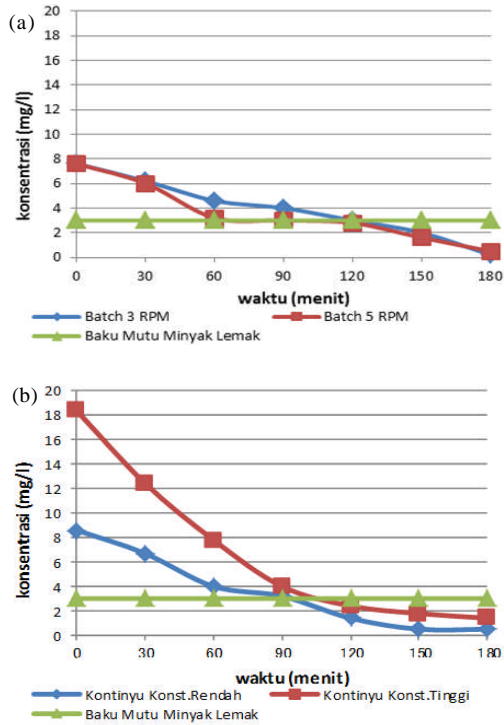 (a)
20
18
16
14
12
10
8
6
4
2
0
konsentrasi (mg/l)
0 30 60 90 120 150 180
waktu (menit)
Batch 3 RPM Batch 5 RPM
Baku Mutu Minyak Lemak
(b)
20
18
16
14
12
10
8
6
4
2
0
konsentrasi (mg/l)
0 30 60 90 120 150 180
waktu (menit)
Kontinyu Konst.Rendah Kontinyu Konst.Tinggi
Baku Mutu Minyak Lemak